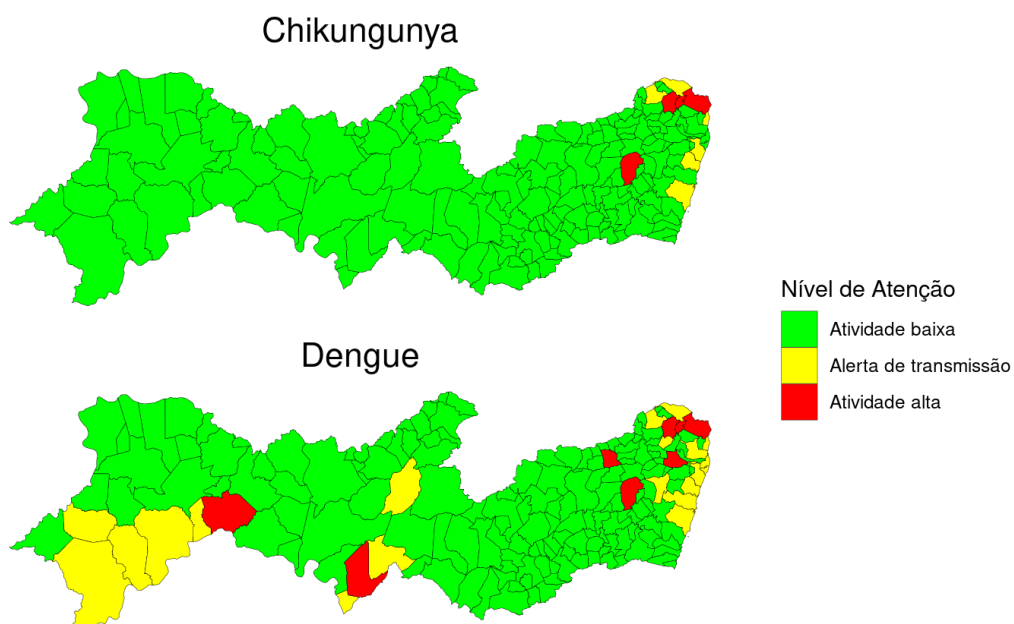 Chikungunya
Dengue
Nível de Atenção
Atividade baixa
Alerta de transmissão
Atividade alta